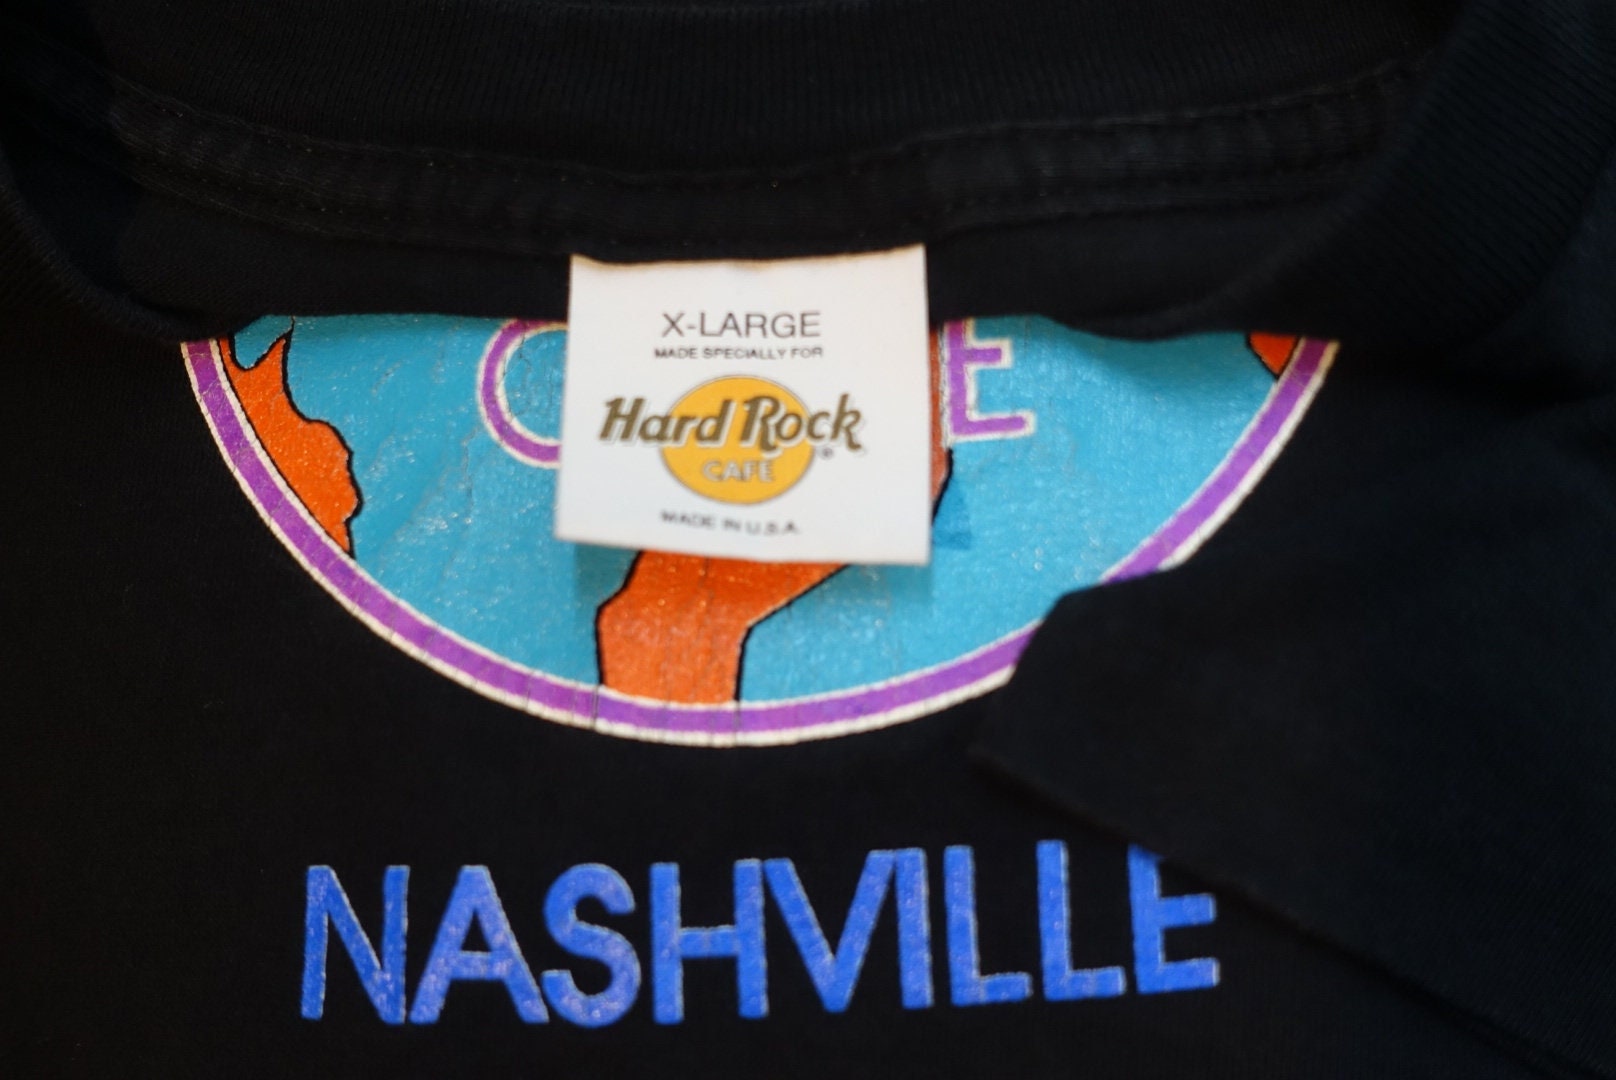 X-LARGE
MADE SPECIALLY FOR
Hard Rock
CAFE
®
MADE IN U.S.A.
NASHVILLE